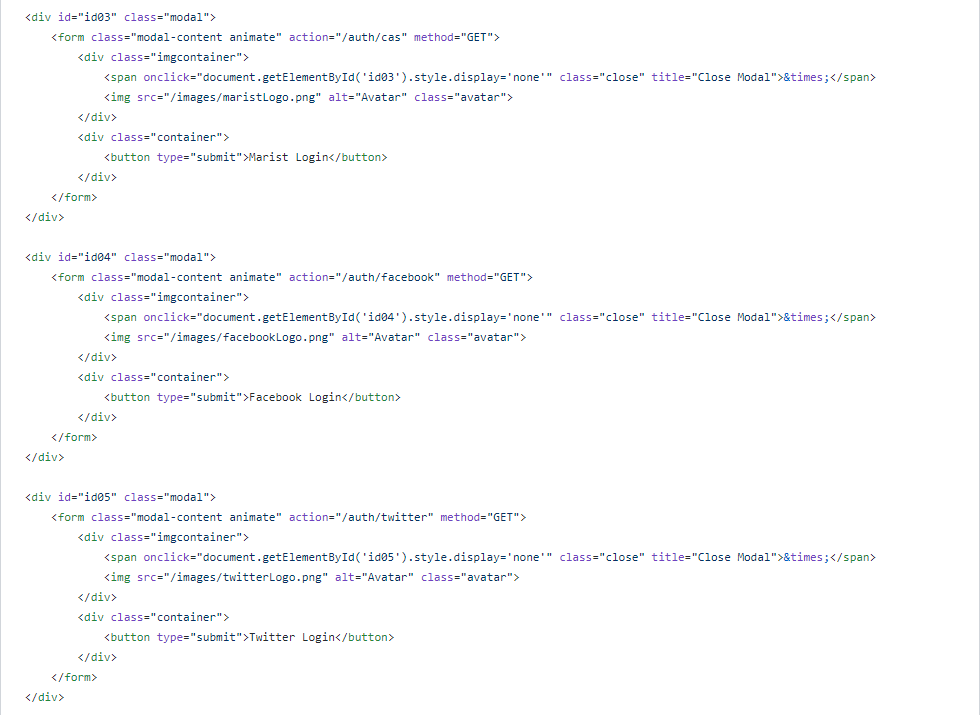 <div id="id03" class="modal">
    <form class="modal-content animate" action="/auth/cas" method="GET">
        <div class="imgcontainer">
            <span onclick="document.getElementById('id03').style.display='none'" class="close" title="Close Modal">&times;</span>
            <img src="/images/maristLogo.png" alt="Avatar" class="avatar">
        </div>
        <div class="container">
            <button type="submit">Marist Login</button>
        </div>
    </form>
</div>

<div id="id04" class="modal">
    <form class="modal-content animate" action="/auth/facebook" method="GET">
        <div class="imgcontainer">
            <span onclick="document.getElementById('id04').style.display='none'" class="close" title="Close Modal">&times;</span>
            <img src="/images/facebookLogo.png" alt="Avatar" class="avatar">
        </div>
        <div class="container">
            <button type="submit">Facebook Login</button>
        </div>
    </form>
</div>

<div id="id05" class="modal">
    <form class="modal-content animate" action="/auth/twitter" method="GET">
        <div class="imgcontainer">
            <span onclick="document.getElementById('id05').style.display='none'" class="close" title="Close Modal">&times;</span>
            <img src="/images/twitterLogo.png" alt="Avatar" class="avatar">
        </div>
        <div class="container">
            <button type="submit">Twitter Login</button>
        </div>
    </form>
</div>